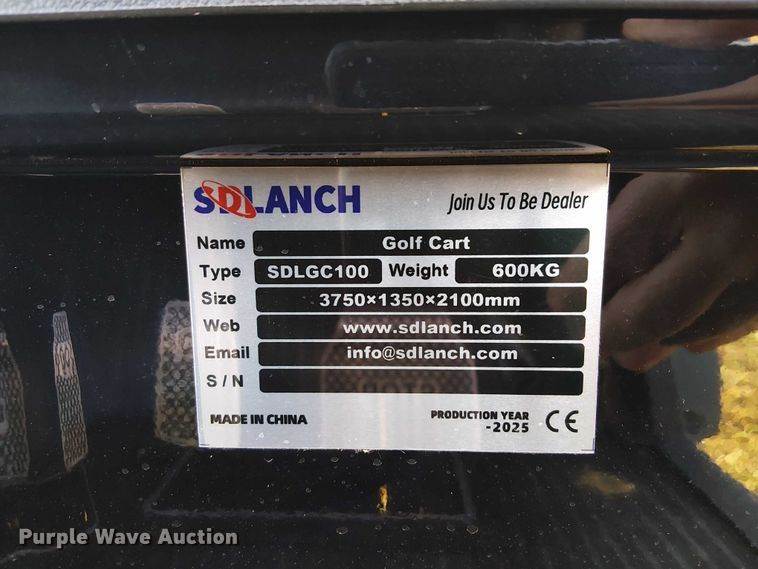 SDLANCH Join Us To Be Dealer
Name Golf Cart
Type SDLGC100 Weight 600KG
Size 3750×1350×2100mm
Web www.sdlanch.com
Email info@sdlanch.com
S / N
MADE IN CHINA PRODUCTION YEAR
-2025 CE
Purple Wave Auction